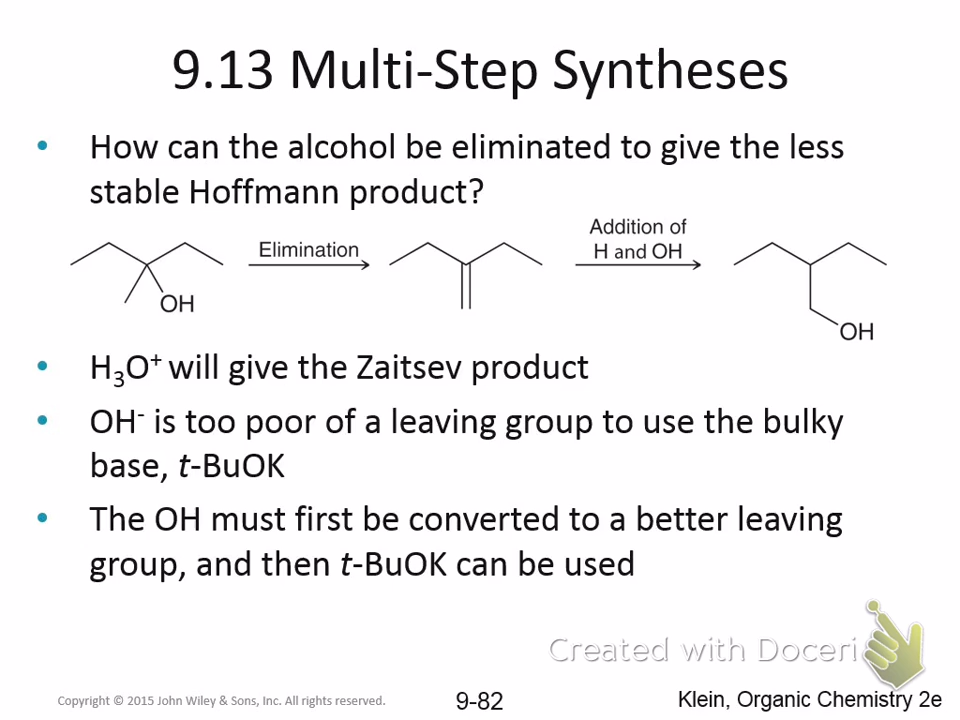 9.13 Multi-Step Syntheses
• How can the alcohol be eliminated to give the less
stable Hoffmann product?
Elimination
Addition of
H and OH
OH
OH
• H₃O⁺ will give the Zaitsev product
• OH⁻ is too poor of a leaving group to use the bulky
base, t-BuOK
• The OH must first be converted to a better leaving
group, and then t-BuOK can be used
Created with Doceri
Copyright © 2015 John Wiley & Sons, Inc. All rights reserved.
9-82
Klein, Organic Chemistry 2e